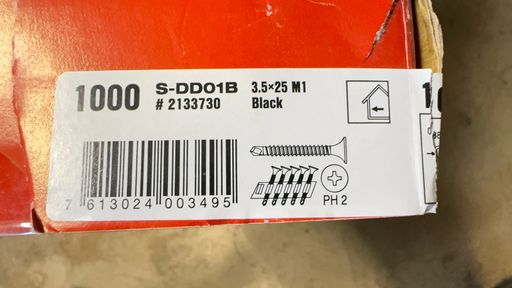 1000 S-DD01B 3.5×25 M1
# 2133730 Black
PH 2
7 613024 003495